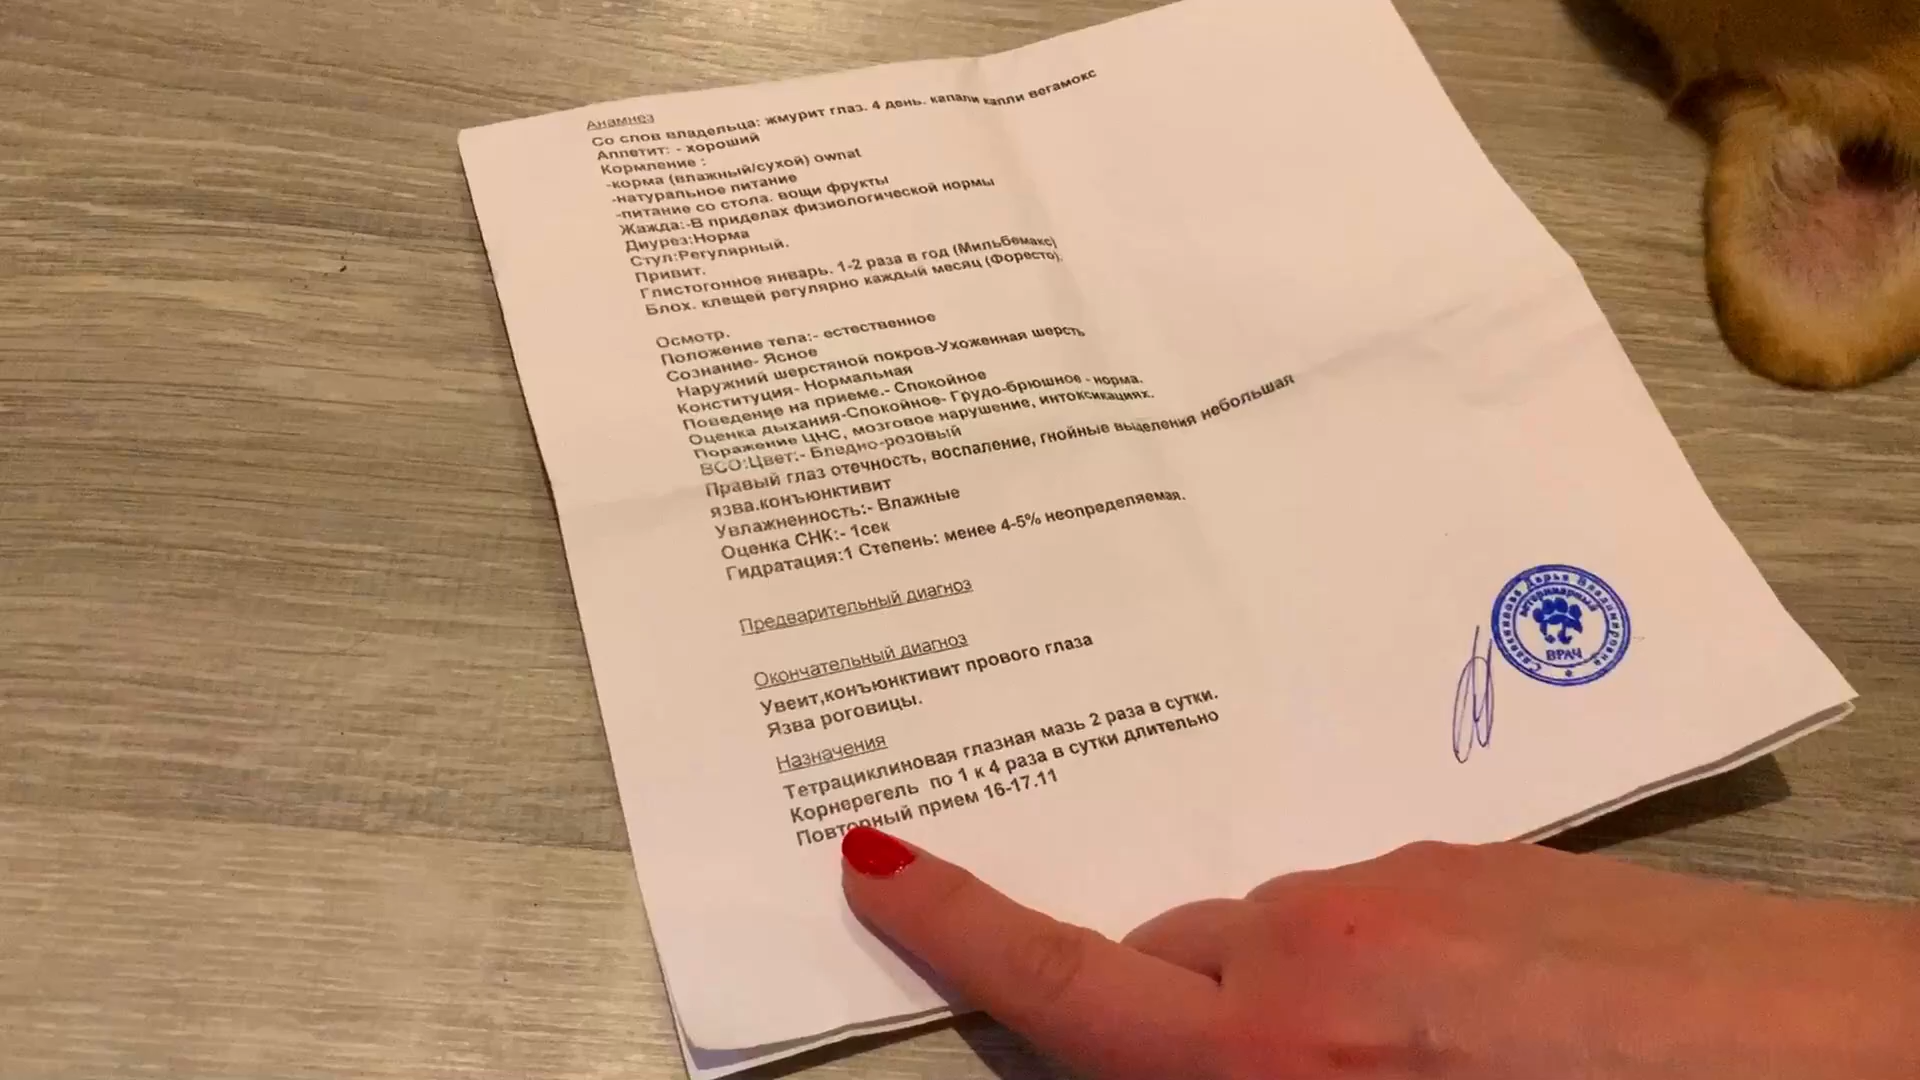 Анамнез
Со слов владельца: жмурит глаз. 4 день. капали капли вегамокс
Аппетит: - хороший
Кормление :
-корма (влажный/сухой) ownat
-натуральное питание
-питание со стола. вощи фрукты
Жажда:-В приделах физиологической нормы
Диурез:Норма
Стул:Регулярный.
Привит.
Глистогонное январь. 1-2 раза в год (Мильбемакс)
Блох. клещей регулярно каждый месяц (Форесто).
Осмотр.
Положение тела:- естественное
Сознание- Ясное
Наружний шерстяной покров-Ухоженная шерсть
Конституция- Нормальная
Поведение на приеме.- Спокойное
Оценка дыхания-Спокойное- Грудо-брюшное - норма.
Поражение ЦНС, мозговое нарушение, интоксикациях.
ВСО:Цвет:- Бледно-розовый
Правый глаз отечность, воспаление, гнойные выделения небольшая
язва.конъюнктивит
Увлажненность:- Влажные
Оценка СНК:- 1сек
Гидратация:1 Степень: менее 4-5% неопределяемая.
Предварительный диагноз
Окончательный диагноз
Увеит,конъюнктивит прового глаза
Язва роговицы.
Назначения
Тетрациклиновая глазная мазь 2 раза в сутки.
Корнерегель по 1 к 4 раза в сутки длительно
Повторный прием 16-17.11
Дарья Владимировна
ветеринарный
ВРАЧ